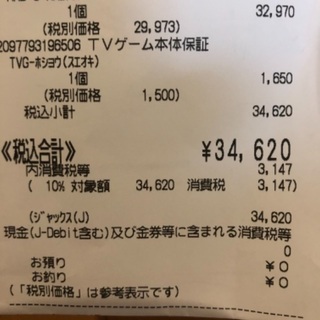 1個 32,970
(税別価格 29,973)
2097793196506 TVゲーム本体保証
TVG-ホショウ(スエオキ)
1個 1,650
(税別価格 1,500)
税込小計 34,620
《税込合計》 ¥34,620
内消費税等 3,147
( 10% 対象額 34,620 消費税 3,147)
(ジャックス(J) 34,620
現金(J-Debit含む)及び金券等に含まれる消費税等
0
お預り ¥0
お釣り ¥0
(「税別価格」は参考表示です)